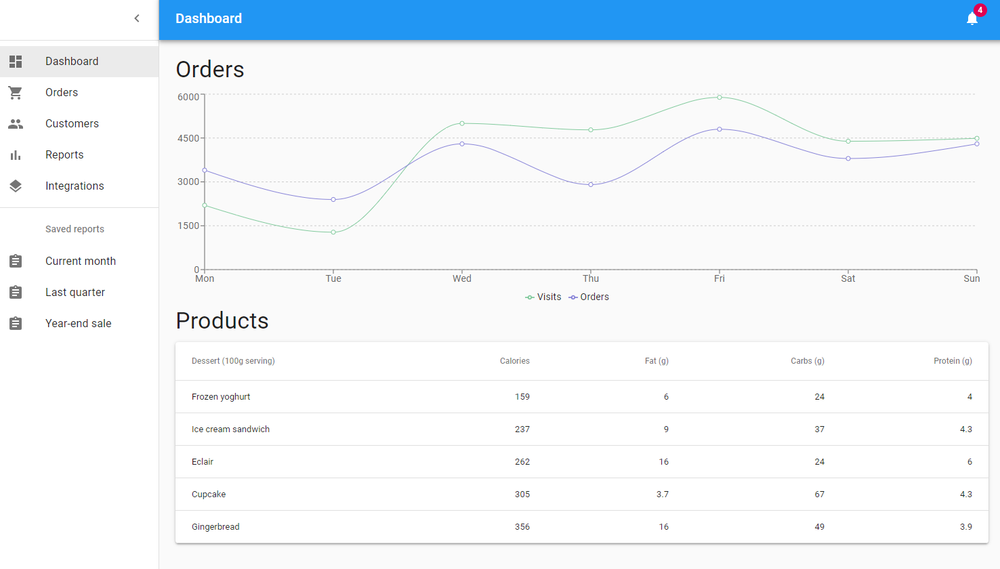 Dashboard
4
Dashboard
Orders
Customers
Reports
Integrations
Saved reports
Current month
Last quarter
Year-end sale
Orders
6000
4500
3000
1500
0
Mon Tue Wed Thu Fri Sat Sun
Visits Orders
Products
Dessert (100g serving) Calories Fat (g) Carbs (g) Protein (g)
Frozen yoghurt 159 6 24 4
Ice cream sandwich 237 9 37 4.3
Eclair 262 16 24 6
Cupcake 305 3.7 67 4.3
Gingerbread 356 16 49 3.9